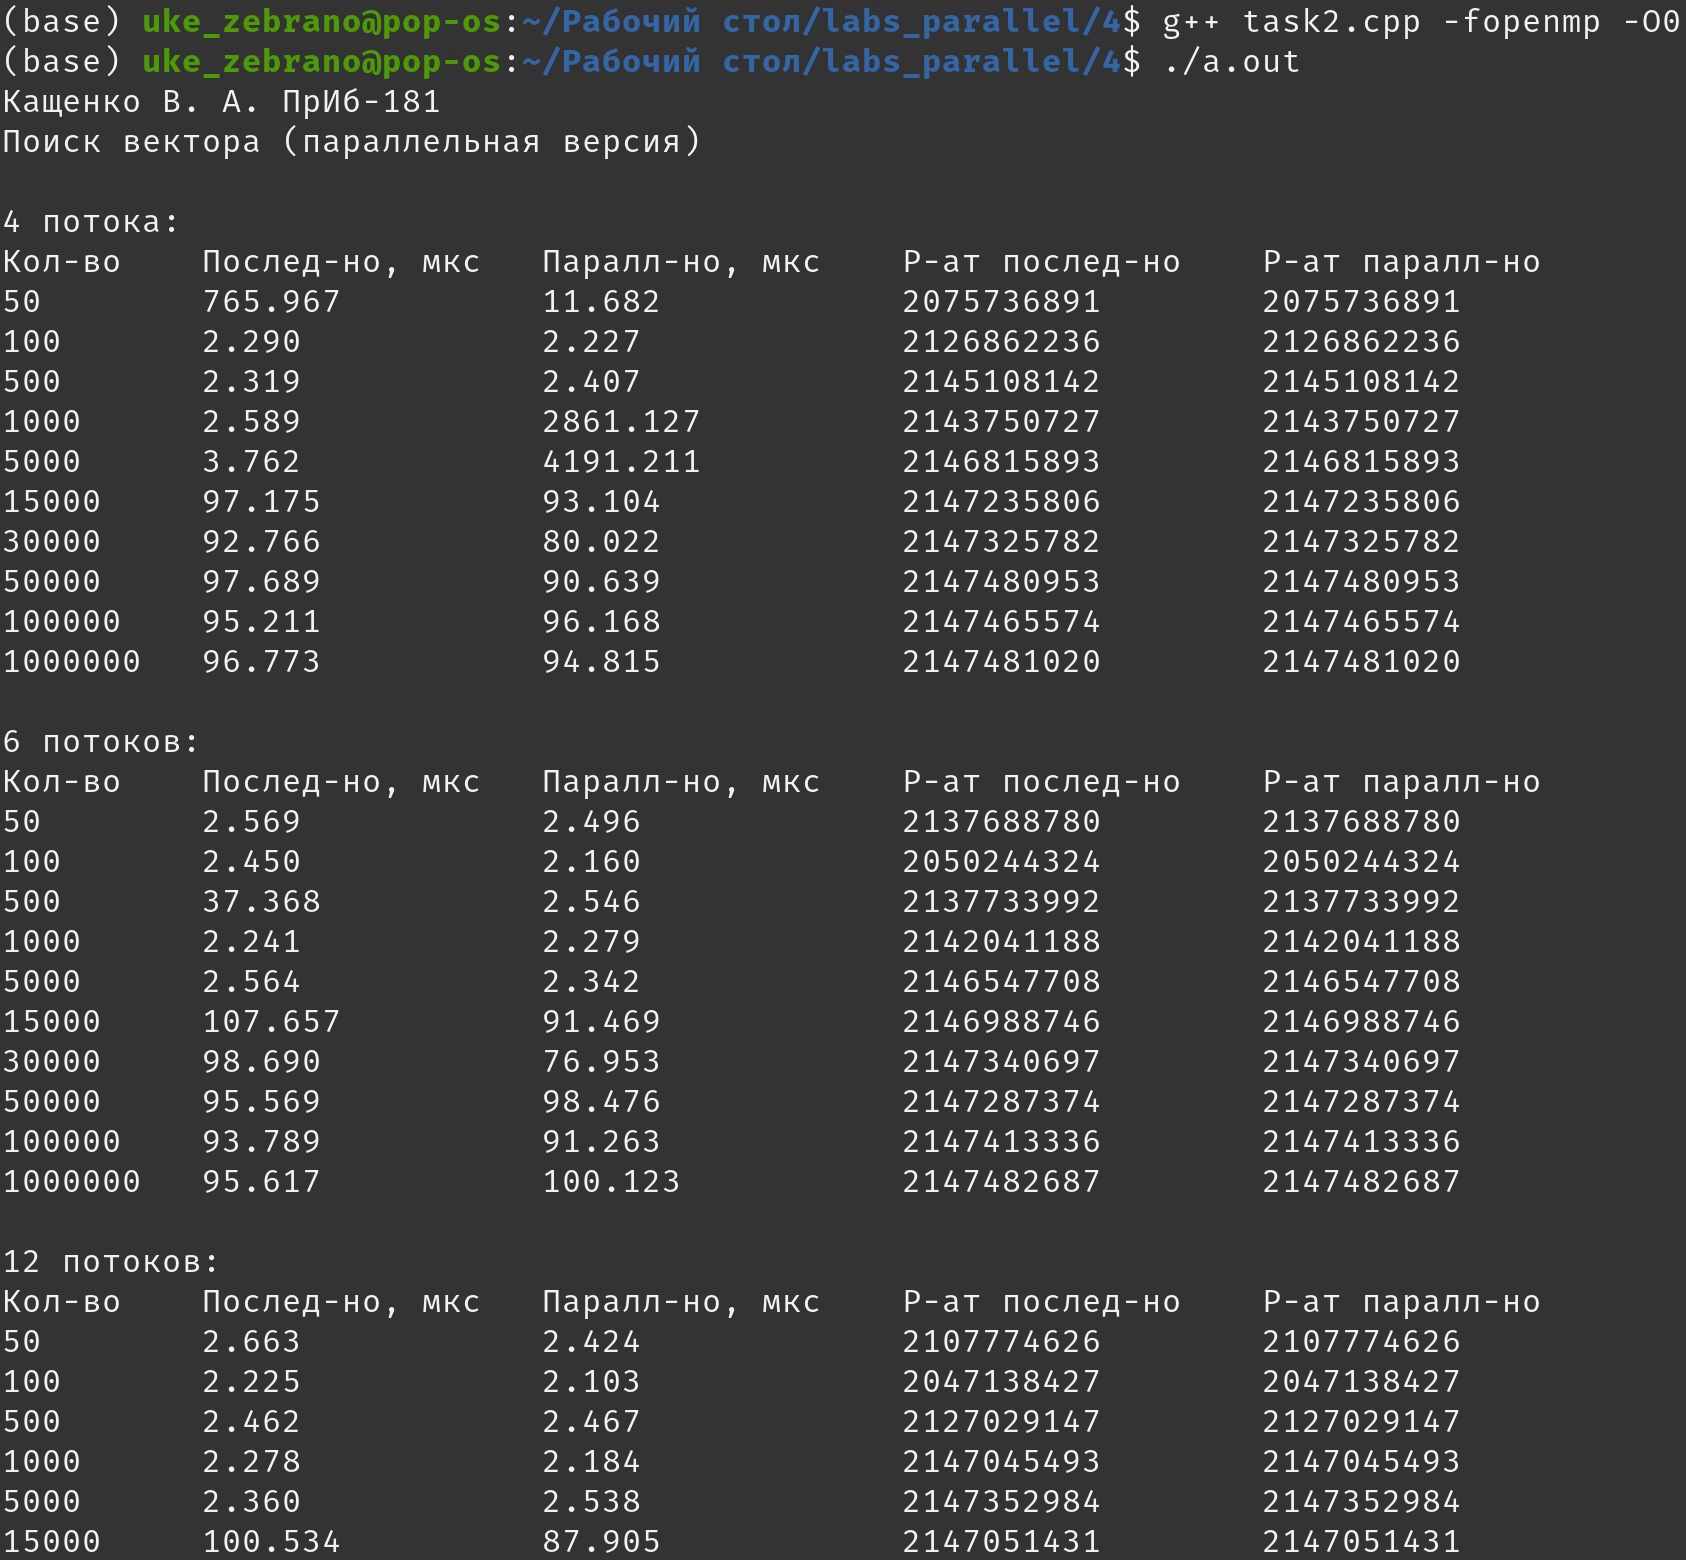 (base) uke_zebrano@pop-os:~/Рабочий стол/labs_parallel/4$ g++ task2.cpp -fopenmp -O0
(base) uke_zebrano@pop-os:~/Рабочий стол/labs_parallel/4$ ./a.out
Кащенко В. А. ПрИб-181
Поиск вектора (параллельная версия)
4 потока:
Кол-во Послед-но, мкс Паралл-но, мкс Р-ат послед-но Р-ат паралл-но
50 765.967 11.682 2075736891 2075736891
100 2.290 2.227 2126862236 2126862236
500 2.319 2.407 2145108142 2145108142
1000 2.589 2861.127 2143750727 2143750727
5000 3.762 4191.211 2146815893 2146815893
15000 97.175 93.104 2147235806 2147235806
30000 92.766 80.022 2147325782 2147325782
50000 97.689 90.639 2147480953 2147480953
100000 95.211 96.168 2147465574 2147465574
1000000 96.773 94.815 2147481020 2147481020
6 потоков:
Кол-во Послед-но, мкс Паралл-но, мкс Р-ат послед-но Р-ат паралл-но
50 2.569 2.496 2137688780 2137688780
100 2.450 2.160 2050244324 2050244324
500 37.368 2.546 2137733992 2137733992
1000 2.241 2.279 2142041188 2142041188
5000 2.564 2.342 2146547708 2146547708
15000 107.657 91.469 2146988746 2146988746
30000 98.690 76.953 2147340697 2147340697
50000 95.569 98.476 2147287374 2147287374
100000 93.789 91.263 2147413336 2147413336
1000000 95.617 100.123 2147482687 2147482687
12 потоков:
Кол-во Послед-но, мкс Паралл-но, мкс Р-ат послед-но Р-ат паралл-но
50 2.663 2.424 2107774626 2107774626
100 2.225 2.103 2047138427 2047138427
500 2.462 2.467 2127029147 2127029147
1000 2.278 2.184 2147045493 2147045493
5000 2.360 2.538 2147352984 2147352984
15000 100.534 87.905 2147051431 2147051431